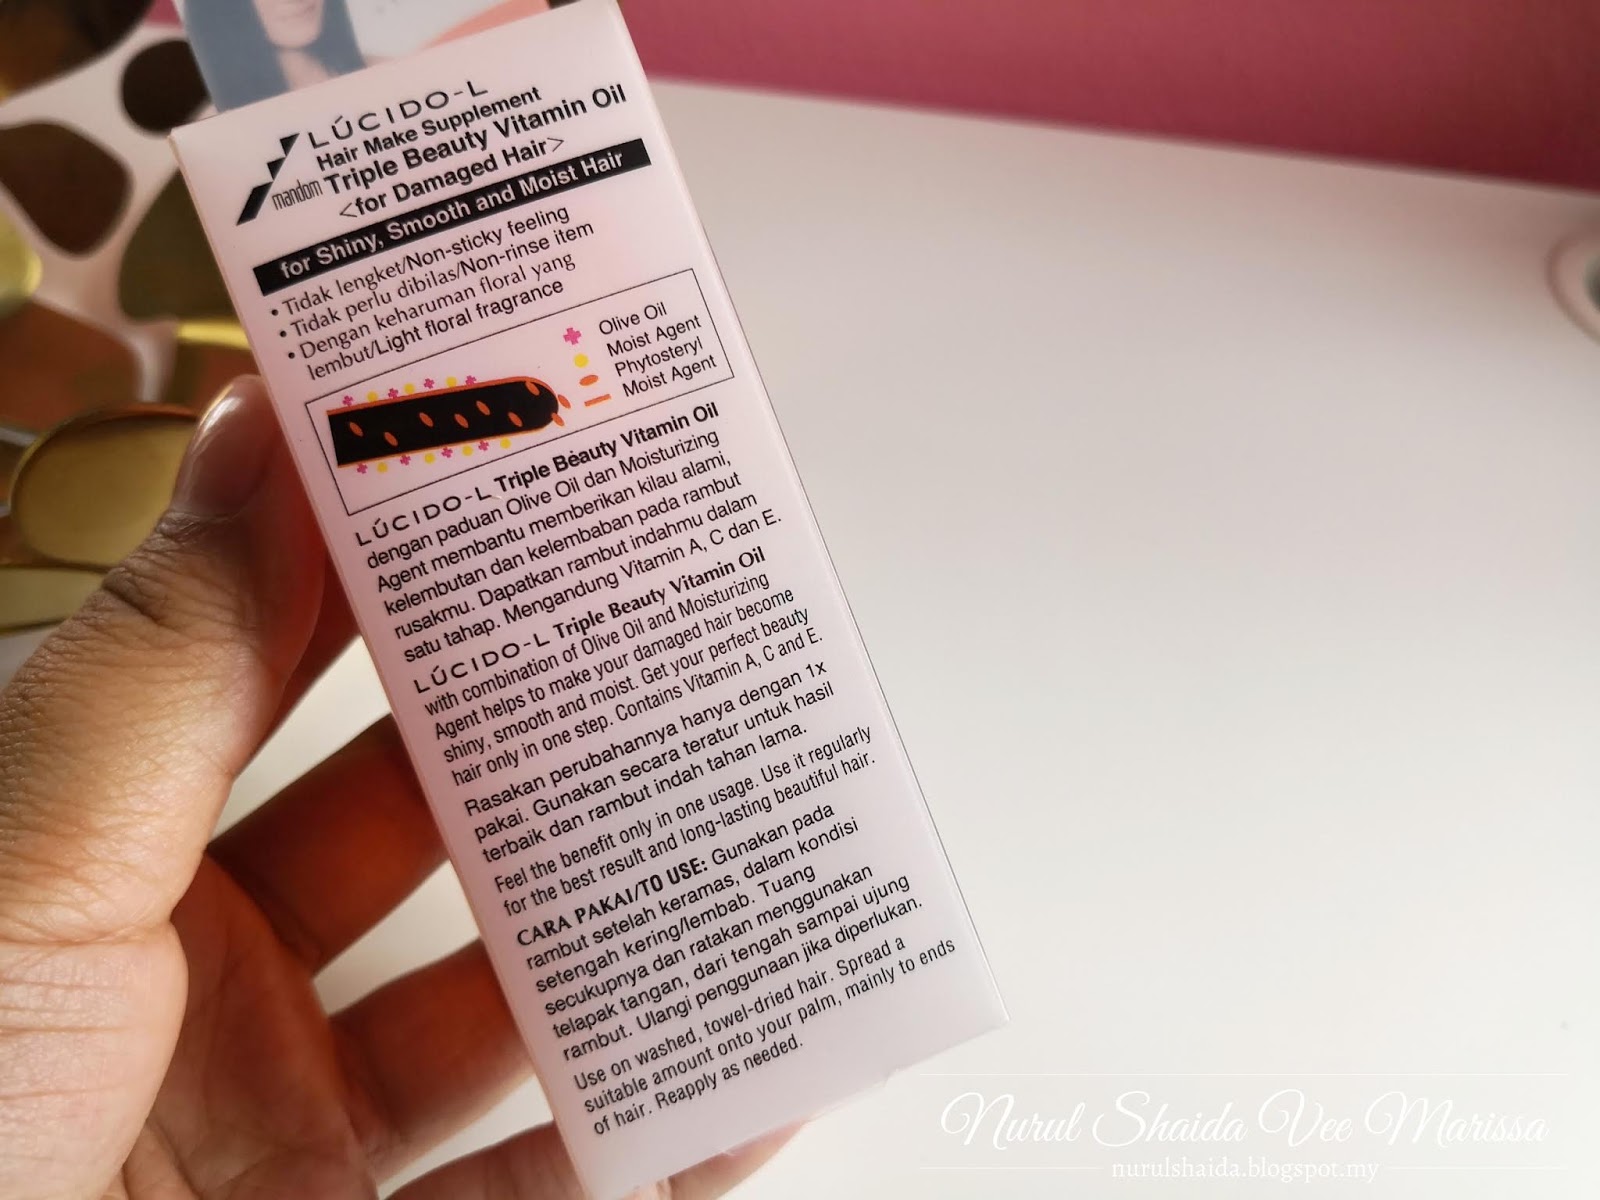 LÚCIDO-L
Hair Make Supplement
mandom Triple Beauty Vitamin Oil
<for Damaged Hair>
for Shiny, Smooth and Moist Hair
• Tidak lengket/Non-sticky feeling
• Tidak perlu dibilas/Non-rinse item
• Dengan keharuman floral yang
lembut/Light floral fragrance
Olive Oil
Moist Agent
Phytosteryl
Moist Agent
LÚCIDO-L Triple Beauty Vitamin Oil
dengan paduan Olive Oil dan Moisturizing
Agent membantu memberikan kilau alami,
kelembutan dan kelembaban pada rambut
rusakmu. Dapatkan rambut indahmu dalam
satu tahap. Mengandung Vitamin A, C dan E.
LÚCIDO-L Triple Beauty Vitamin Oil
with combination of Olive Oil and Moisturizing
Agent helps to make your damaged hair become
shiny, smooth and moist. Get your perfect beauty
hair only in one step. Contains Vitamin A, C and E.
Rasakan perubahannya hanya dengan 1x
pakai. Gunakan secara teratur untuk hasil
terbaik dan rambut indah tahan lama.
Feel the benefit only in one usage. Use it regularly
for the best result and long-lasting beautiful hair.
CARA PAKAI/TO USE: Gunakan pada
rambut setelah keramas, dalam kondisi
setengah kering/lembab. Tuang
secukupnya dan ratakan menggunakan
telapak tangan, dari tengah sampai ujung
rambut. Ulangi penggunaan jika diperlukan.
Use on washed, towel-dried hair. Spread a
suitable amount onto your palm, mainly to ends
of hair. Reapply as needed.
Nurul Shaida Vee Marissa
nurulshaida.blogspot.my